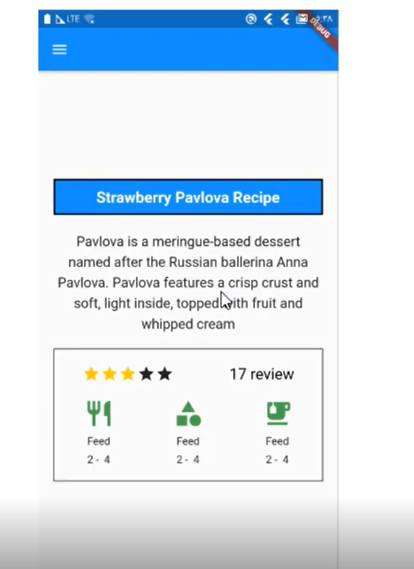 LTE
٢:٣٨
DEBUG
Strawberry Pavlova Recipe
Pavlova is a meringue-based dessert
named after the Russian ballerina Anna
Pavlova. Pavlova features a crisp crust and
soft, light inside, topped with fruit and
whipped cream
17 review
Feed Feed Feed
2 - 4 2 - 4 2 - 4